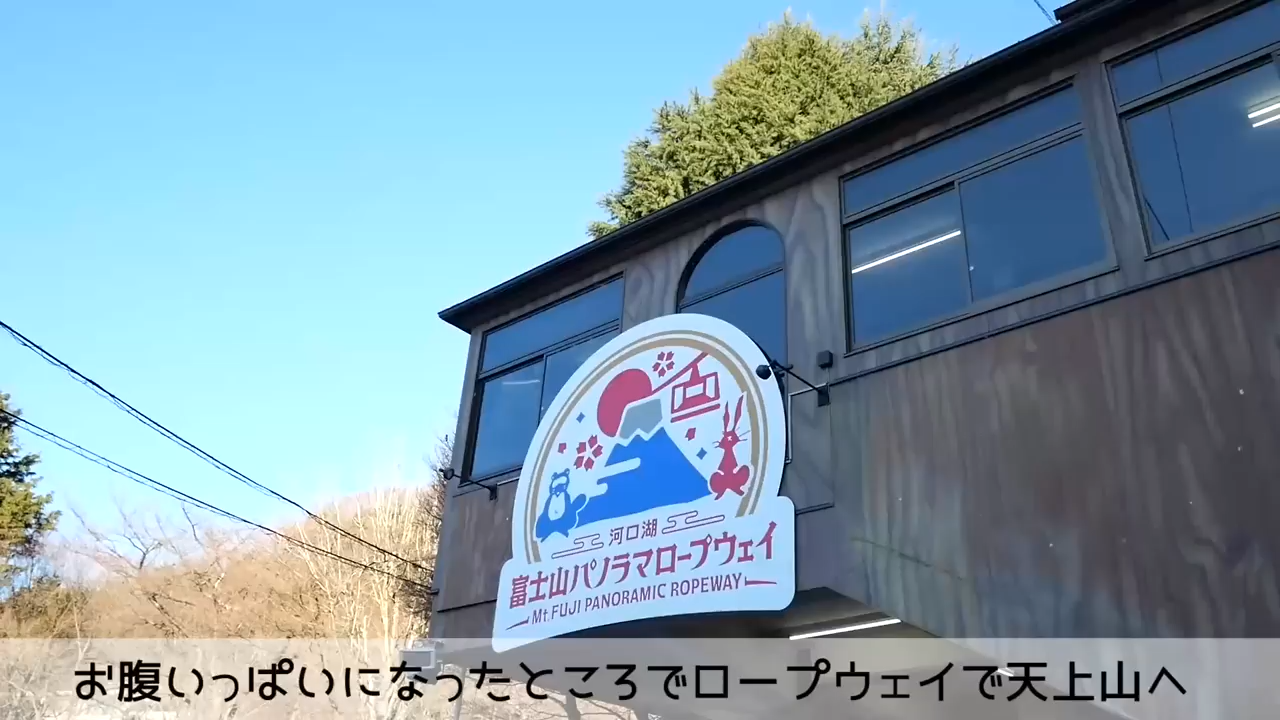 河口湖
富士山パノラマロープウェイ
Mt.FUJI PANORAMIC ROPEWAY
お腹いっぱいになったところでロープウェイで天上山へ